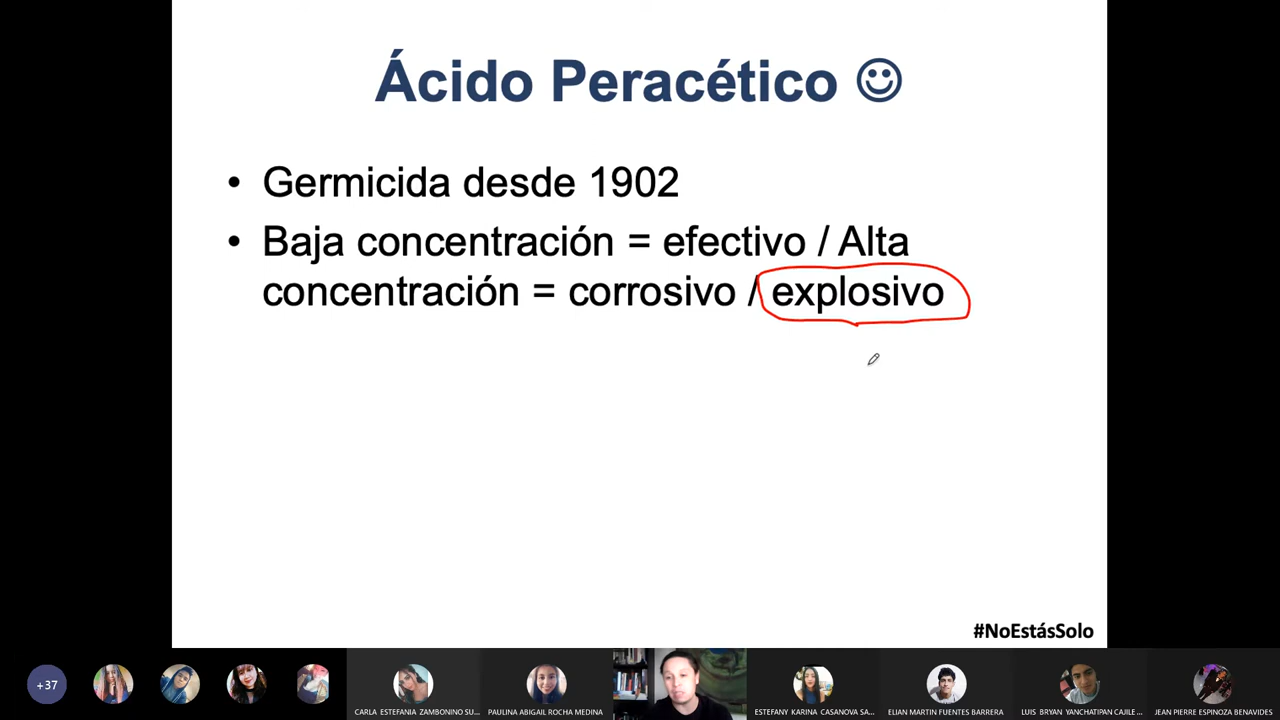 Ácido Peracético ☺
• Germicida desde 1902
• Baja concentración = efectivo / Alta
concentración = corrosivo / explosivo
#NoEstásSolo
+37
CARLA ESTEFANIA ZAMBONINO SU...
PAULINA ABIGAIL ROCHA MEDINA
ESTEFANY KARINA CASANOVA SA...
ELIAN MARTIN FUENTES BARRERA
LUIS BRYAN YANCHATIPAN CAJILE...
JEAN PIERRE ESPINOZA BENAVIDES